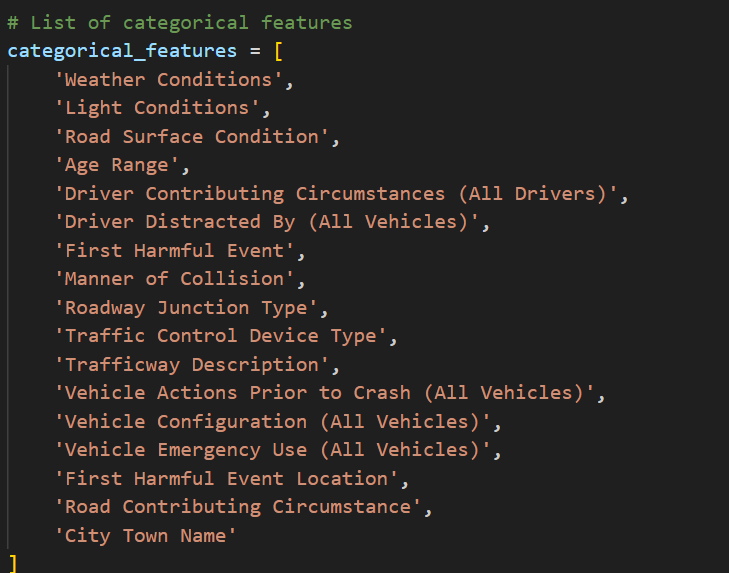 # List of categorical features
categorical_features = [
    'Weather Conditions',
    'Light Conditions',
    'Road Surface Condition',
    'Age Range',
    'Driver Contributing Circumstances (All Drivers)',
    'Driver Distracted By (All Vehicles)',
    'First Harmful Event',
    'Manner of Collision',
    'Roadway Junction Type',
    'Traffic Control Device Type',
    'Trafficway Description',
    'Vehicle Actions Prior to Crash (All Vehicles)',
    'Vehicle Configuration (All Vehicles)',
    'Vehicle Emergency Use (All Vehicles)',
    'First Harmful Event Location',
    'Road Contributing Circumstance',
    'City Town Name'
]